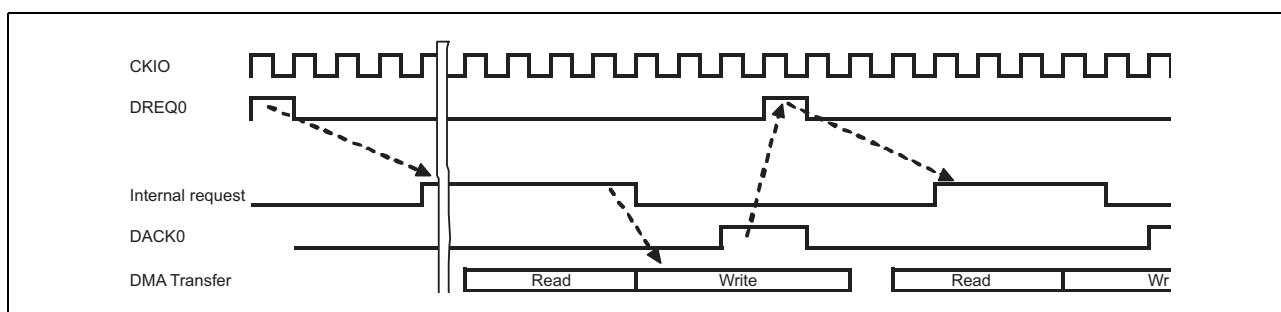 CKIO
DREQ0
Internal request
DACK0
DMA Transfer Read Write Read Wr